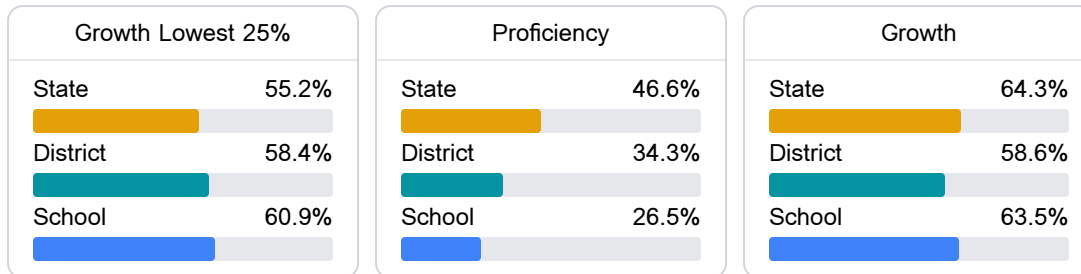 Growth Lowest 25%
State 55.2%
District 58.4%
School 60.9%
Proficiency
State 46.6%
District 34.3%
School 26.5%
Growth
State 64.3%
District 58.6%
School 63.5%